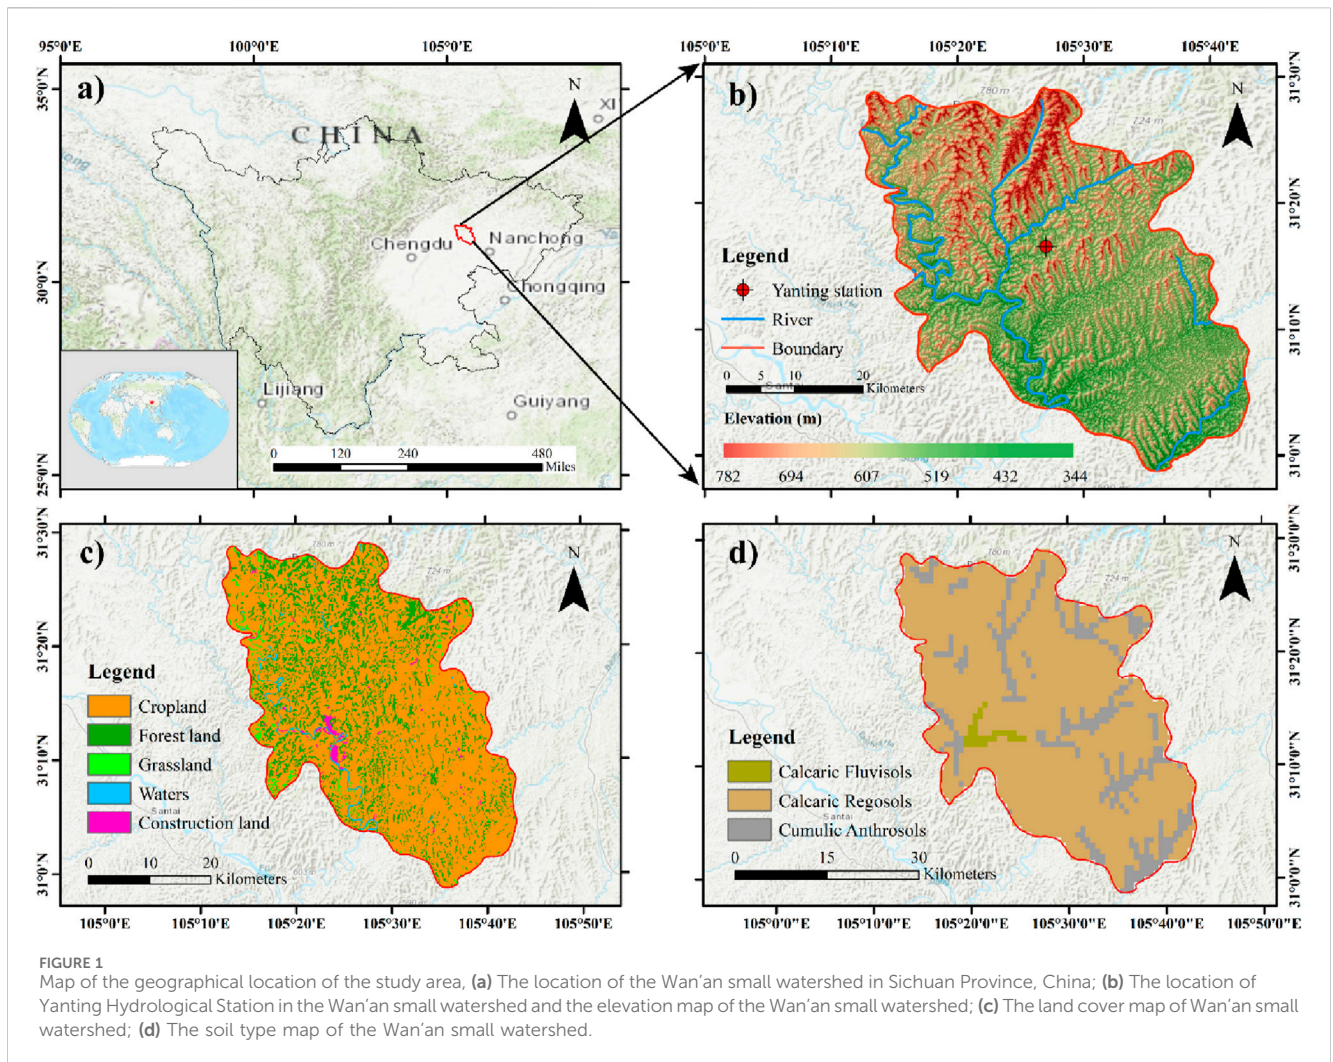 95°0'E 100°0'E 105°0'E
35°0'N
30°0'N
25°0'N
a)
N
XI
CHINA
Chengdu
Nanchong
Chongqing
Lijiang
Guiyang
0 120 240 480
Miles
105°0'E 105°10'E 105°20'E 105°30'E 105°40'E
31°30'N
31°20'N
31°10'N
31°0'N
b)
N
780 m
724 m
Legend
Yanting station
River
Boundary
0 5 10 20
Kilometers
Santai
Elevation (m)
782 694 607 519 432 344
31°30'N
31°20'N
31°10'N
31°0'N
c)
N
780 m
724 m
Legend
Cropland
Forest land
Grassland
Waters
Construction land
Santai
0 10 20
Kilometers
105°0'E 105°10'E 105°20'E 105°30'E 105°40'E 105°50'E
d)
N
724 m
31°30'0"N
31°20'0"N
31°10'0"N
31°0'0"N
Legend
Calcaric Fluvisols
Calcaric Regosols
Cumulic Anthrosols
Santai
0 15 30
Kilometers
105°0'0"E 105°10'0"E 105°20'0"E 105°30'0"E 105°40'0"E 105°50'0"E
FIGURE 1
Map of the geographical location of the study area, (a) The location of the Wan'an small watershed in Sichuan Province, China; (b) The location of
Yanting Hydrological Station in the Wan'an small watershed and the elevation map of the Wan'an small watershed; (c) The land cover map of Wan'an small
watershed; (d) The soil type map of the Wan'an small watershed.